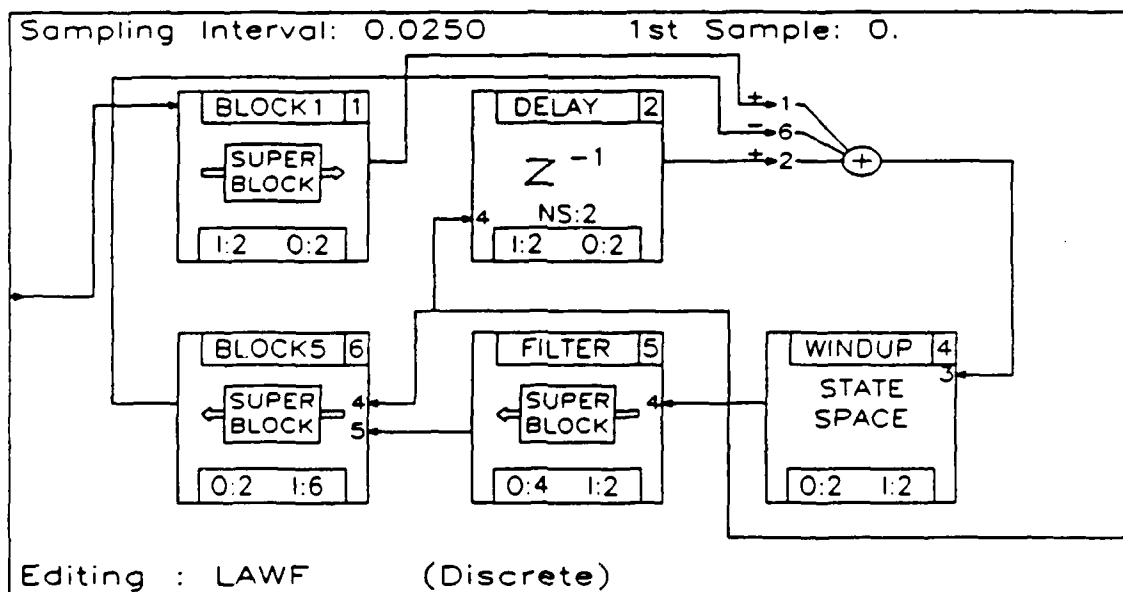 Sampling Interval: 0.0250 1st Sample: 0.
BLOCK1 1
SUPER
BLOCK
I:2 O:2
DELAY 2
Z⁻¹
NS:2
4
I:2 O:2
+ 1
- 6
+ 2
+
BLOCK5 6
SUPER
BLOCK
4
5
O:2 I:6
FILTER 5
SUPER
BLOCK
4
O:4 I:2
WINDUP 4
3
STATE
SPACE
O:2 I:2
Editing : LAWF (Discrete)